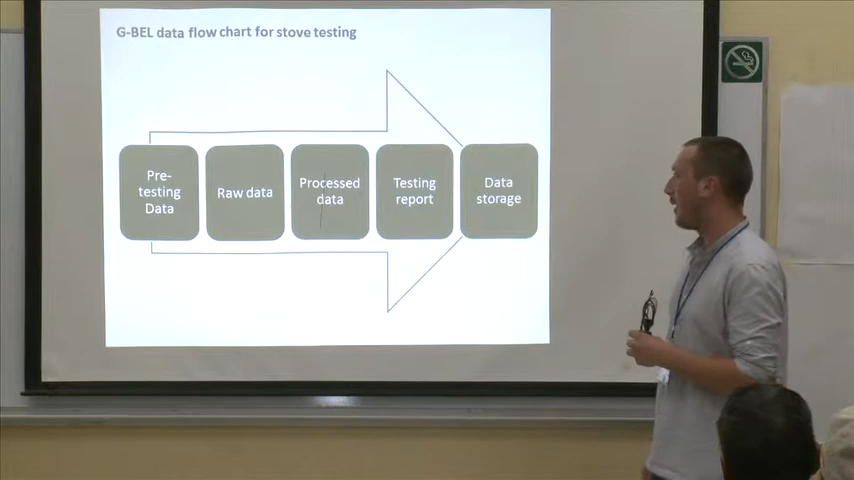 G-BEL data flow chart for stove testing
Pre-
testing
Data
Raw data
Processed
data
Testing
report
Data
storage